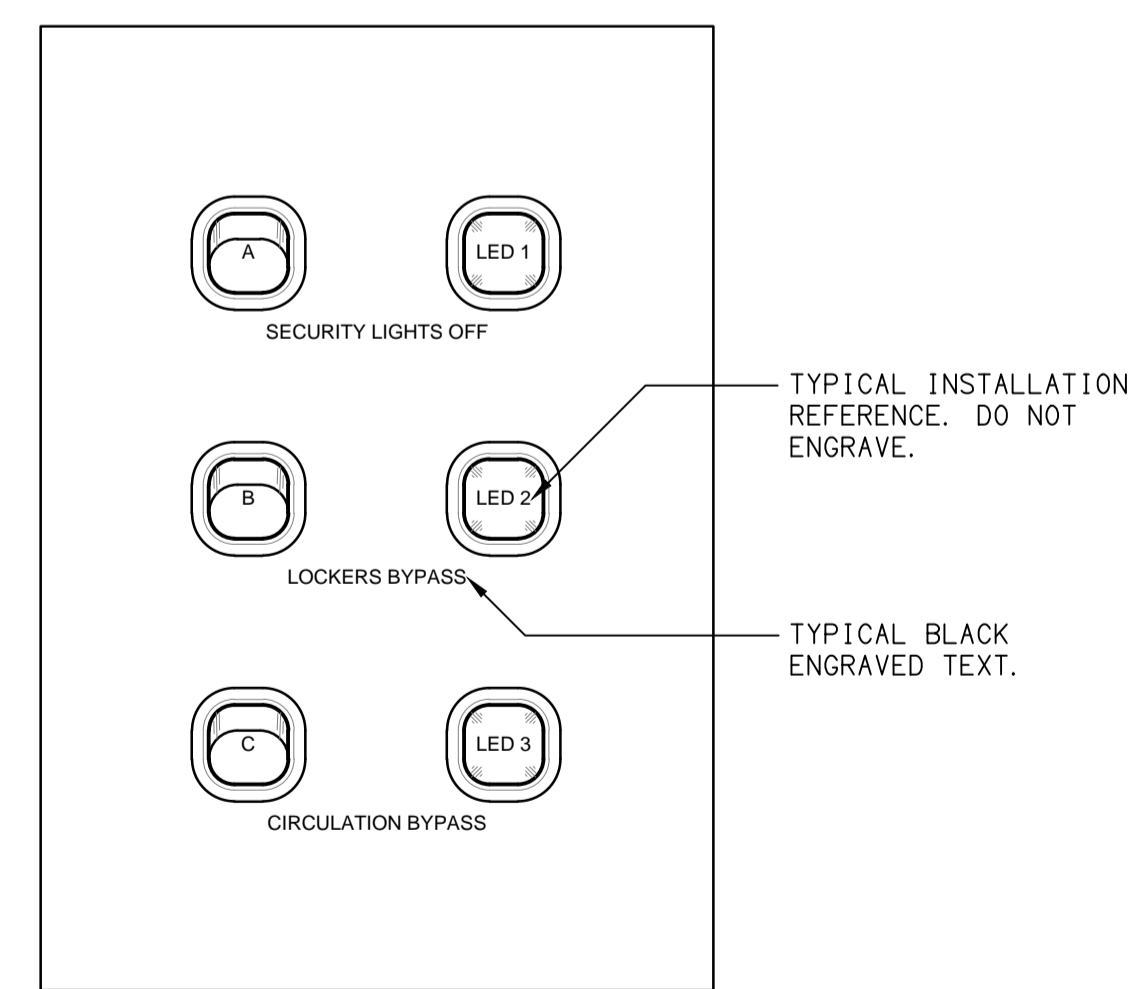 A
LED 1
SECURITY LIGHTS OFF
TYPICAL INSTALLATION
REFERENCE. DO NOT
ENGRAVE.
B
LED 2
LOCKERS BYPASS
TYPICAL BLACK
ENGRAVED TEXT.
C
LED 3
CIRCULATION BYPASS